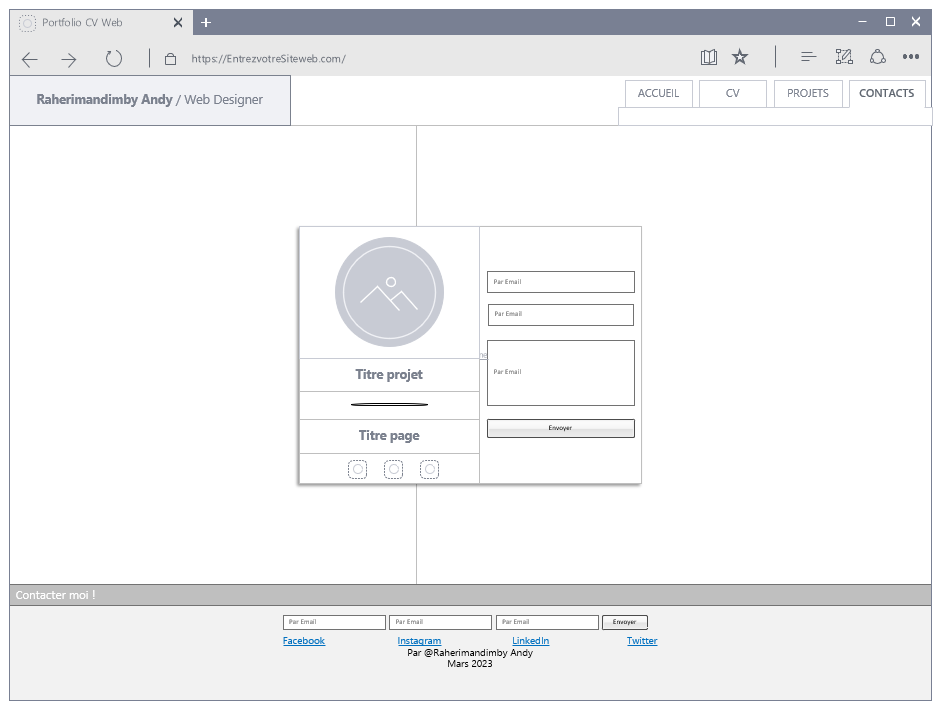 Portfolio CV Web
https://EntrezvotreSiteweb.com/
Raherimandimby Andy / Web Designer
ACCUEIL
CV
PROJETS
CONTACTS
Par Email
Par Email
Par Email
Envoyer
Titre projet
Titre page
Contacter moi !
Par Email
Par Email
Par Email
Envoyer
Facebook
Instagram
LinkedIn
Twitter
Par @Raherimandimby Andy
Mars 2023